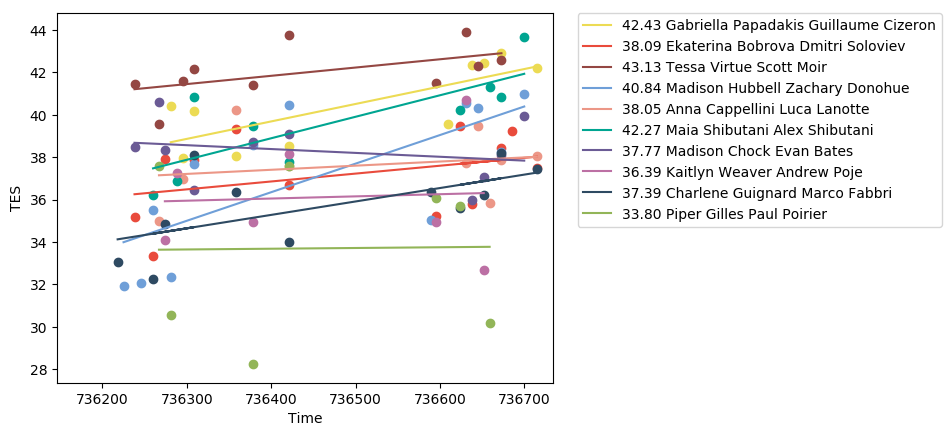 44
42
40
38
36
34
32
30
28
TES
736200 736300 736400 736500 736600 736700
Time
42.43 Gabriella Papadakis Guillaume Cizeron
38.09 Ekaterina Bobrova Dmitri Soloviev
43.13 Tessa Virtue Scott Moir
40.84 Madison Hubbell Zachary Donohue
38.05 Anna Cappellini Luca Lanotte
42.27 Maia Shibutani Alex Shibutani
37.77 Madison Chock Evan Bates
36.39 Kaitlyn Weaver Andrew Poje
37.39 Charlene Guignard Marco Fabbri
33.80 Piper Gilles Paul Poirier